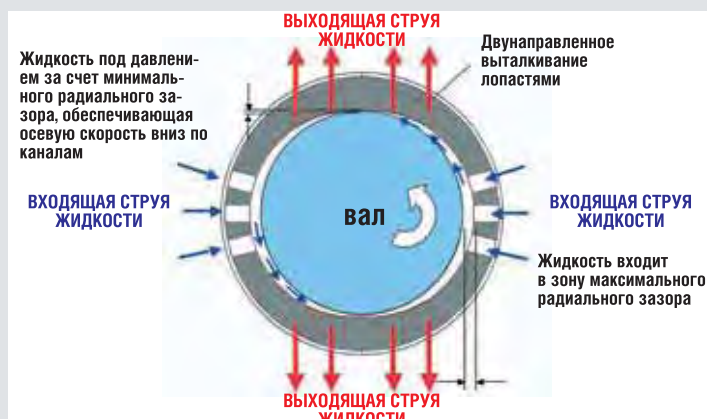 ВЫХОДЯЩАЯ СТРУЯ
ЖИДКОСТИ
Жидкость под давлени-
ем за счет минималь-
ного радиального за-
зора, обеспечивающая
осевую скорость вниз по
каналам
Двунаправленное
выталкивание
лопастями
ВХОДЯЩАЯ СТРУЯ
ЖИДКОСТИ
вал
ВХОДЯЩАЯ СТРУЯ
ЖИДКОСТИ
Жидкость входит
в зону максимального
радиального зазора
ВЫХОДЯЩАЯ СТРУЯ
ЖИДКОСТИ